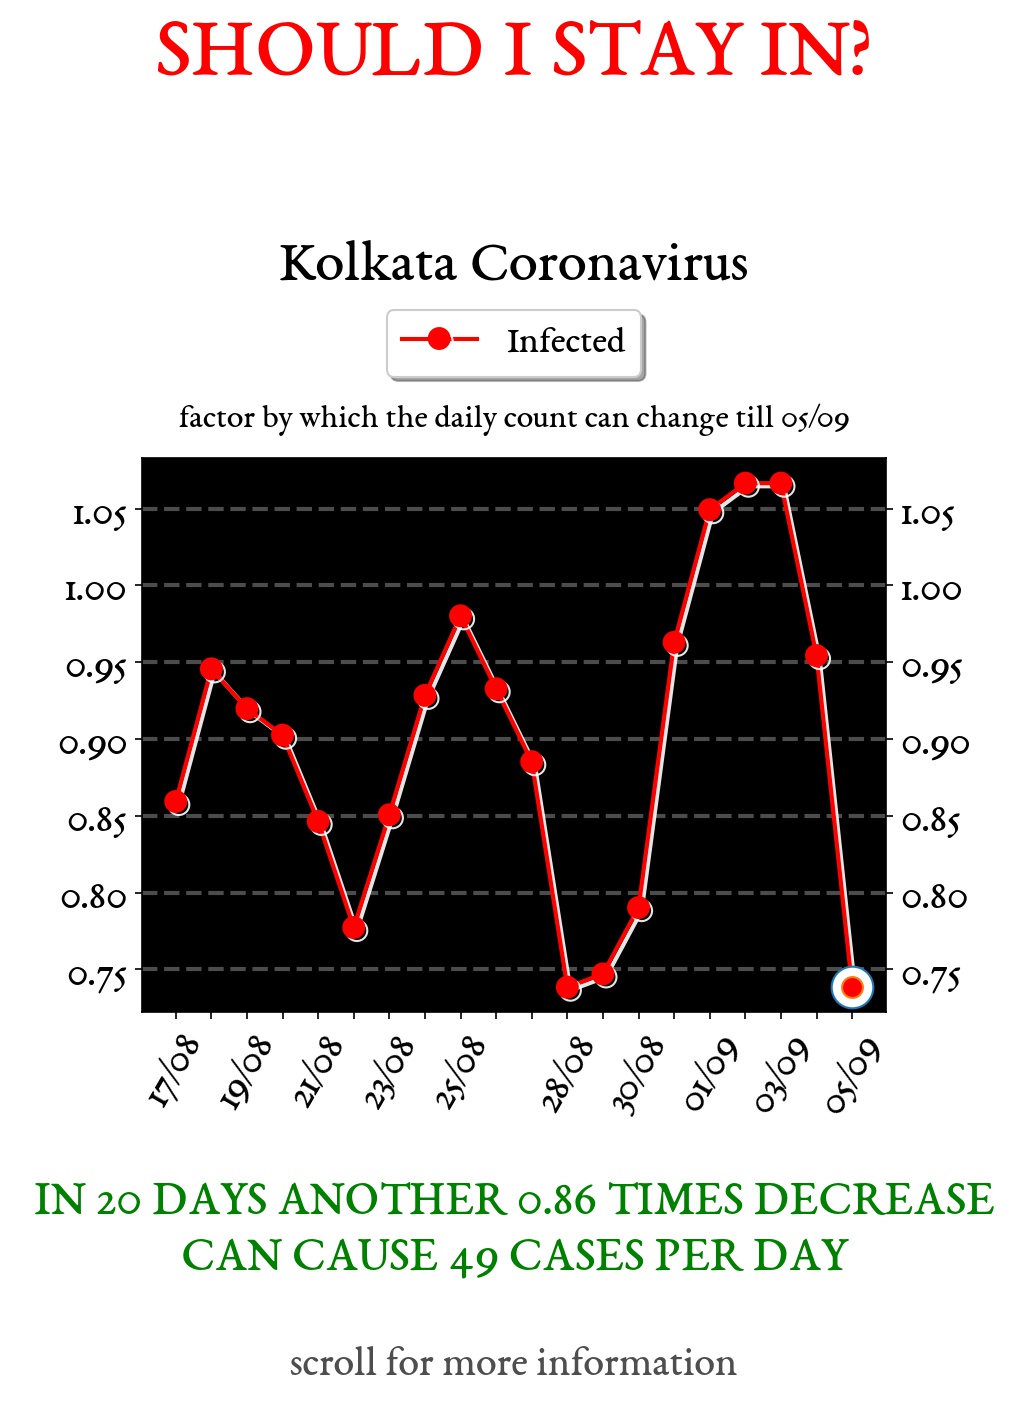 SHOULD I STAY IN?
Kolkata Coronavirus
Infected
factor by which the daily count can change till 05/09
1.05 1.05
1.00 1.00
0.95 0.95
0.90 0.90
0.85 0.85
0.80 0.80
0.75 0.75
17/08 19/08 21/08 23/08 25/08 28/08 30/08 01/09 03/09 05/09
IN 20 DAYS ANOTHER 0.86 TIMES DECREASE
CAN CAUSE 49 CASES PER DAY
scroll for more information